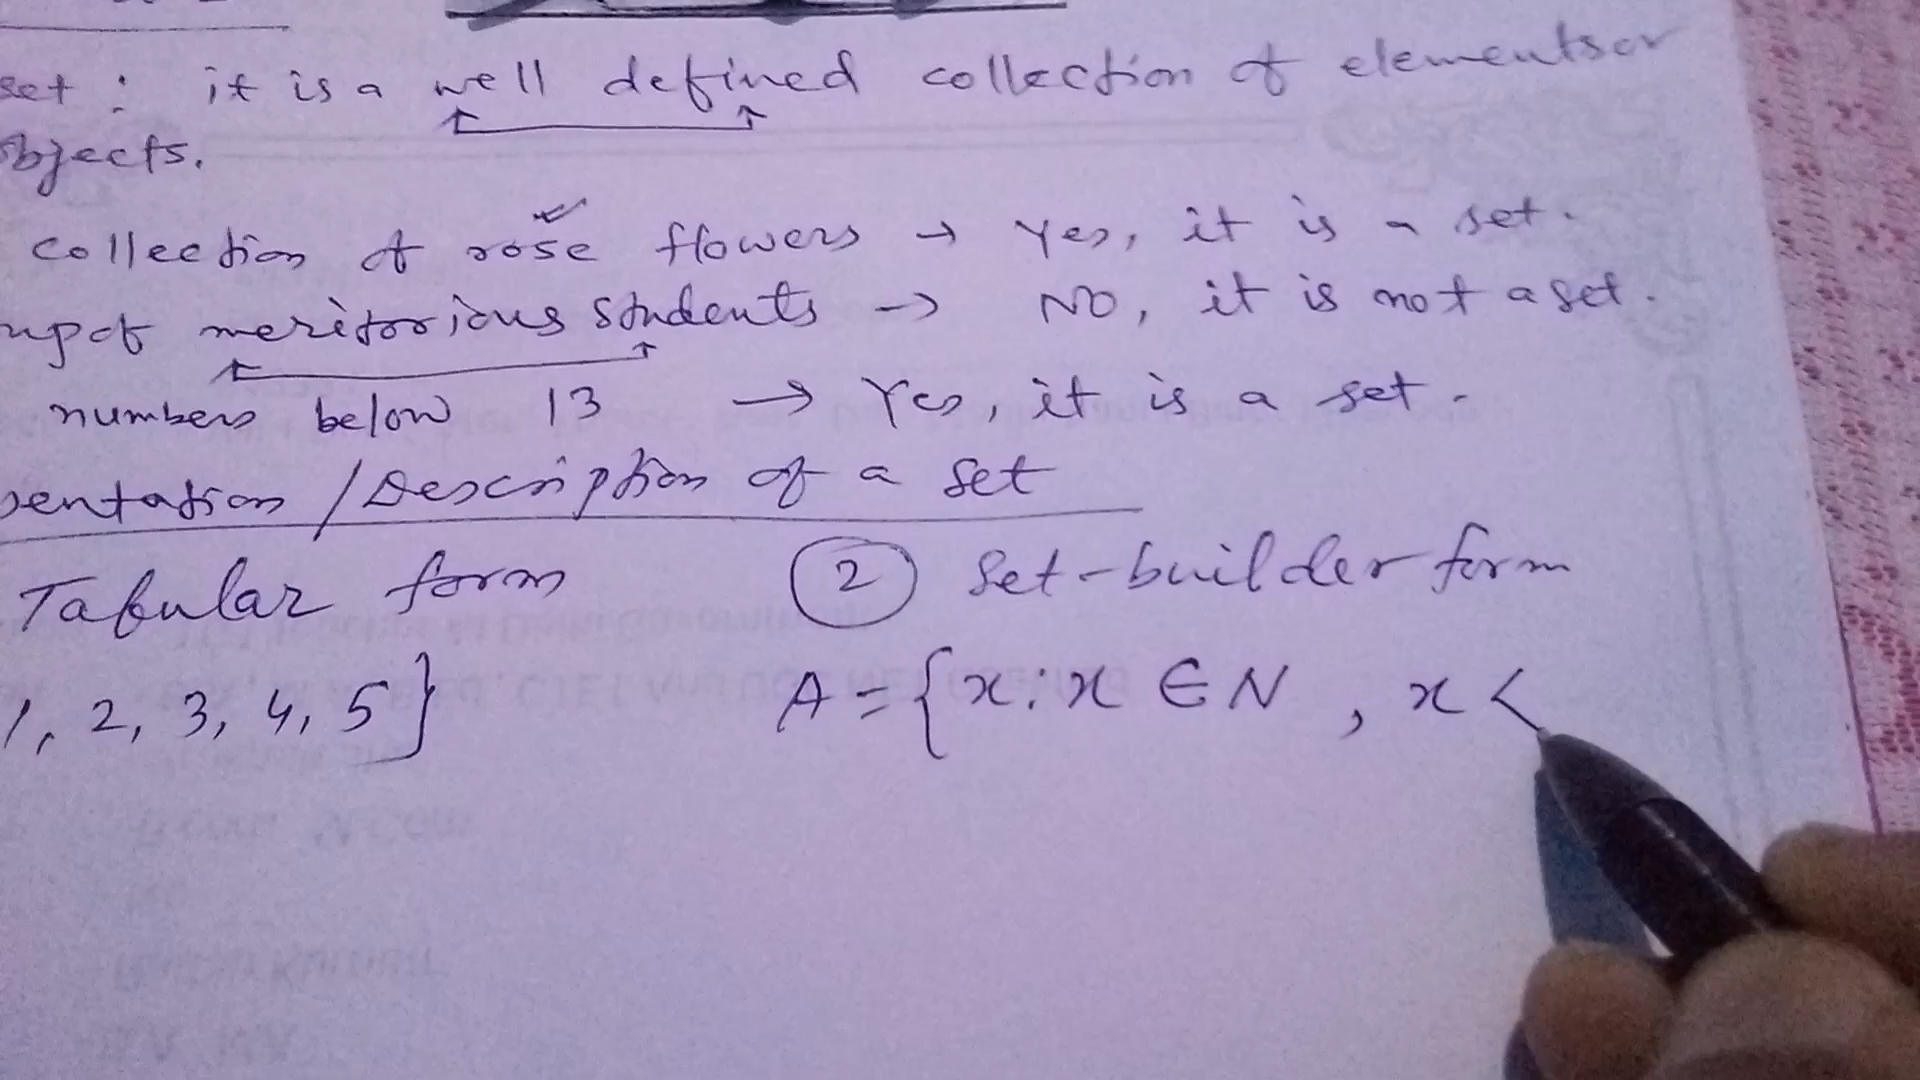 set : it is a well defined collection of elements or
objects.
collection of rose flowers → Yes, it is a set.
up of meritorious students → NO, it is not a set.
numbers below 13 → Yes, it is a set.
sentation / Description of a set
Tabular form ② Set-builder form
1, 2, 3, 4, 5} A = {x : x ∈ N , x <